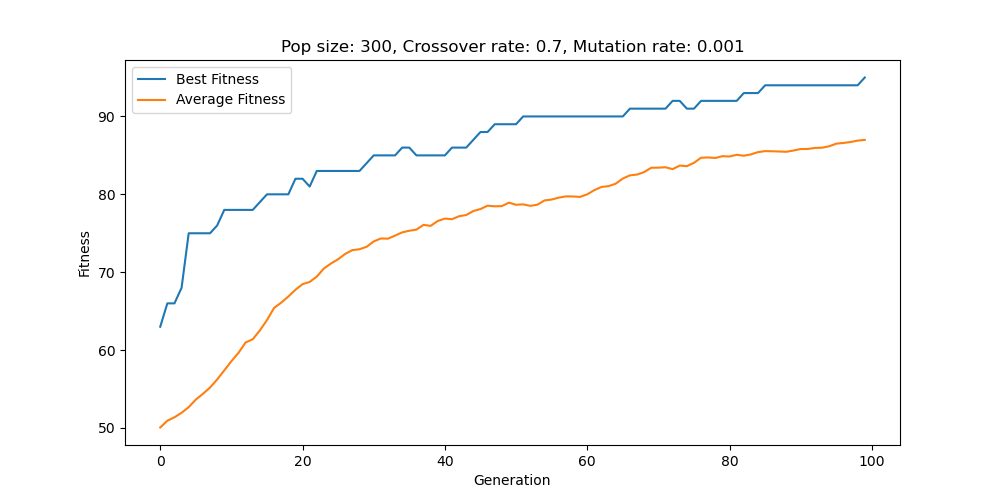 Pop size: 300, Crossover rate: 0.7, Mutation rate: 0.001
Best Fitness
Average Fitness
90
80
70
60
50
Fitness
0 20 40 60 80 100
Generation